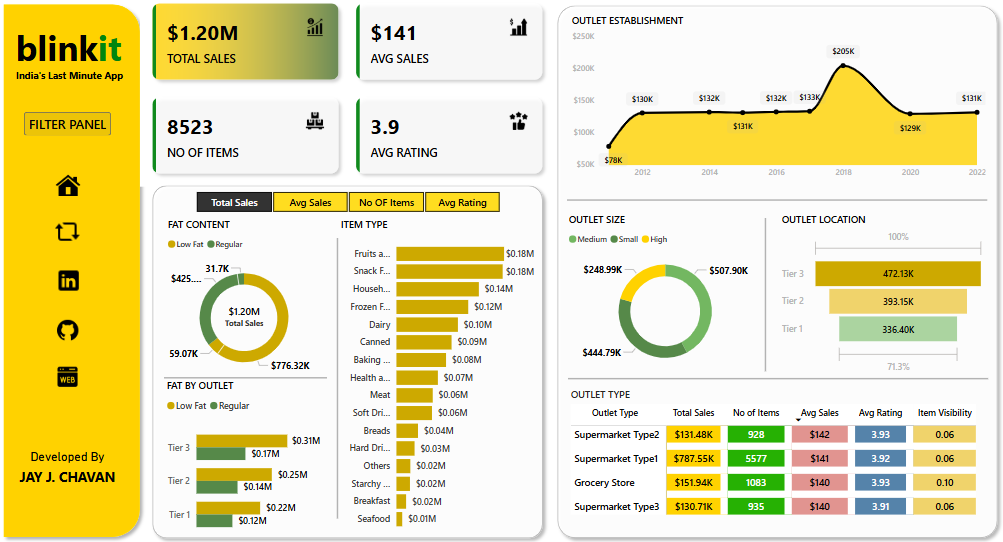 blinkit
India's Last Minute App
FILTER PANEL
WEB
Developed By
JAY J. CHAVAN
$1.20M
TOTAL SALES
$141
AVG SALES
8523
NO OF ITEMS
3.9
AVG RATING
Total Sales Avg Sales No OF Items Avg Rating
FAT CONTENT
Low Fat Regular
31.7K
$425....
$1.20M
Total Sales
59.07K
$776.32K
FAT BY OUTLET
Low Fat Regular
Tier 3 $0.31M
$0.17M
Tier 2 $0.25M
$0.14M
Tier 1 $0.22M
$0.12M
ITEM TYPE
Fruits a... $0.18M
Snack F... $0.18M
Househ... $0.14M
Frozen F... $0.12M
Dairy $0.10M
Canned $0.09M
Baking ... $0.08M
Health a... $0.07M
Meat $0.06M
Soft Dri... $0.06M
Breads $0.04M
Hard Dri... $0.03M
Others $0.02M
Starchy ... $0.02M
Breakfast $0.02M
Seafood $0.01M
OUTLET ESTABLISHMENT
$250K
$200K
$150K
$100K
$50K
$78K $130K $132K $131K $132K $133K $205K $129K $131K
2012 2014 2016 2018 2020 2022
OUTLET SIZE
Medium Small High
$248.99K
$507.90K
$444.79K
OUTLET LOCATION
100%
Tier 3 472.13K
Tier 2 393.15K
Tier 1 336.40K
71.3%
OUTLET TYPE
Outlet Type Total Sales No of Items Avg Sales Avg Rating Item Visibility
Supermarket Type2 $131.48K 928 $142 3.93 0.06
Supermarket Type1 $787.55K 5577 $141 3.92 0.06
Grocery Store $151.94K 1083 $140 3.93 0.10
Supermarket Type3 $130.71K 935 $140 3.91 0.06